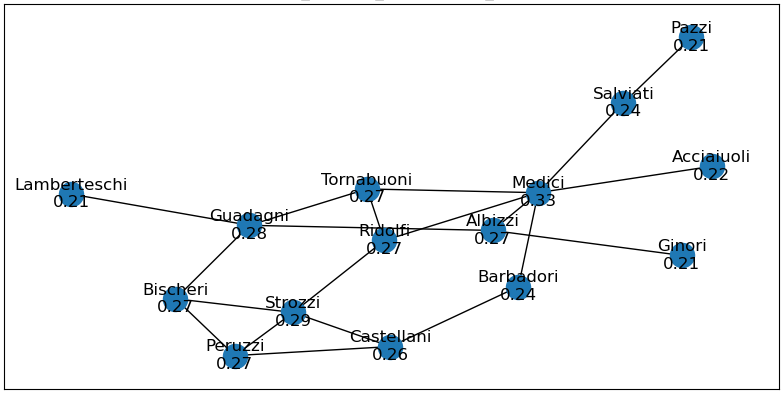 Pazzi
0.21
Salviati
0.24
Acciaiuoli
0.22
Lamberteschi
0.21
Tornabuoni
0.27
Medici
0.33
Guadagni
0.28
Albizzi
0.27
Ridolfi
0.27
Ginori
0.21
Barbadori
0.24
Bischeri
0.27
Strozzi
0.29
Castellani
0.26
Peruzzi
0.27